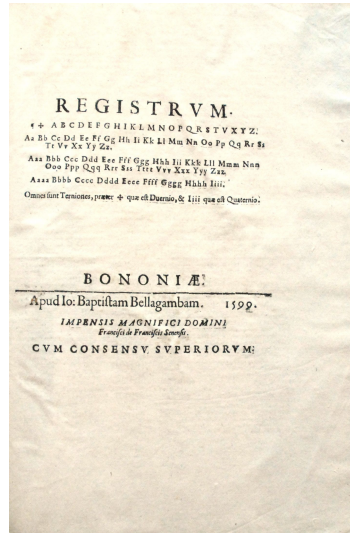 REGISTRVM.
¶ ✢ A B C D E F G H I K L M N O P Q R S T V X Y Z.
Aa Bb Cc Dd Ee Ff Gg Hh Ii Kk Ll Mm Nn Oo Pp Qq Rr Ss
Tt Vv Xx Yy Zz.
Aaa Bbb Ccc Ddd Eee Fff Ggg Hhh Iii Kkk Lll Mmm Nnn
Ooo Ppp Qqq Rrr Sss Tttt Vvv Xxx Yyy Zzz.
Aaaa Bbbb Cccc Dddd Eeee Ffff Gggg Hhhh Iiii.
Omnes ſunt Terniones, præter ✢ quæ eſt Duernio, & Iiii quæ eſt Quaternio.
BONONIÆ.
Apud Io: Baptiſtam Bellagambam. 1599.
IMPENSIS MAGNIFICI DOMINI
Franciſci de Franciſcis Senenſis.
CVM CONSENSV SVPERIORVM.